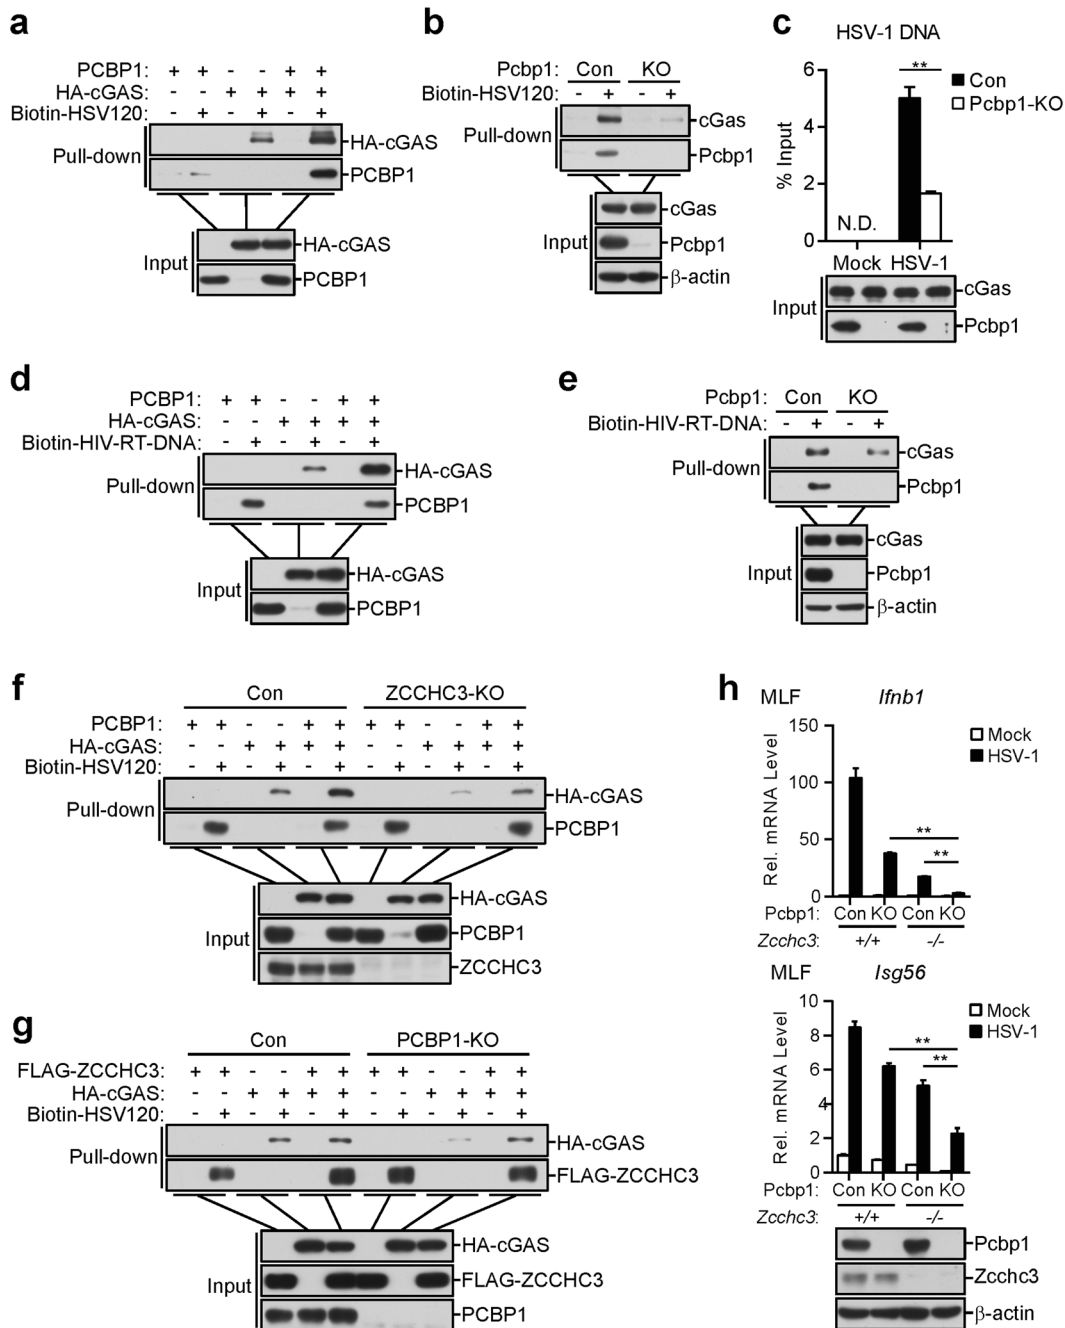 a
PCBP1: + + - - + +
HA-cGAS: - - + + + +
Biotin-HSV120: - + - + - +
Pull-down
HA-cGAS
PCBP1
Input
HA-cGAS
PCBP1
b
Pcbp1: Con KO
Biotin-HSV120: - + - +
Pull-down
cGas
Pcbp1
Input
cGas
Pcbp1
β-actin
c
HSV-1 DNA
% Input
6
4
2
0
**
Con
Pcbp1-KO
N.D.
Mock HSV-1
Input
cGas
Pcbp1
d
PCBP1: + + - - + +
HA-cGAS: - - + + + +
Biotin-HIV-RT-DNA: - + - + - +
Pull-down
HA-cGAS
PCBP1
Input
HA-cGAS
PCBP1
e
Pcbp1: Con KO
Biotin-HIV-RT-DNA: - + - +
Pull-down
cGas
Pcbp1
Input
cGas
Pcbp1
β-actin
f
Con ZCCHC3-KO
PCBP1: + + - - + + + + - - + +
HA-cGAS: - - + + + + - - + + + +
Biotin-HSV120: - + - + - + - + - + - +
Pull-down
HA-cGAS
PCBP1
Input
HA-cGAS
PCBP1
ZCCHC3
g
Con PCBP1-KO
FLAG-ZCCHC3: + + - - + + + + - - + +
HA-cGAS: - - + + + + - - + + + +
Biotin-HSV120: - + - + - + - + - + - +
Pull-down
HA-cGAS
FLAG-ZCCHC3
Input
HA-cGAS
FLAG-ZCCHC3
PCBP1
h
MLF Ifnb1
Rel. mRNA Level
150
100
50
0
Mock
HSV-1
**
**
Pcbp1: Con KO Con KO
Zcchc3: +/+ -/-
MLF Isg56
Rel. mRNA Level
10
8
6
4
2
0
Mock
HSV-1
**
**
Pcbp1: Con KO Con KO
Zcchc3: +/+ -/-
Pcbp1
Zcchc3
β-actin